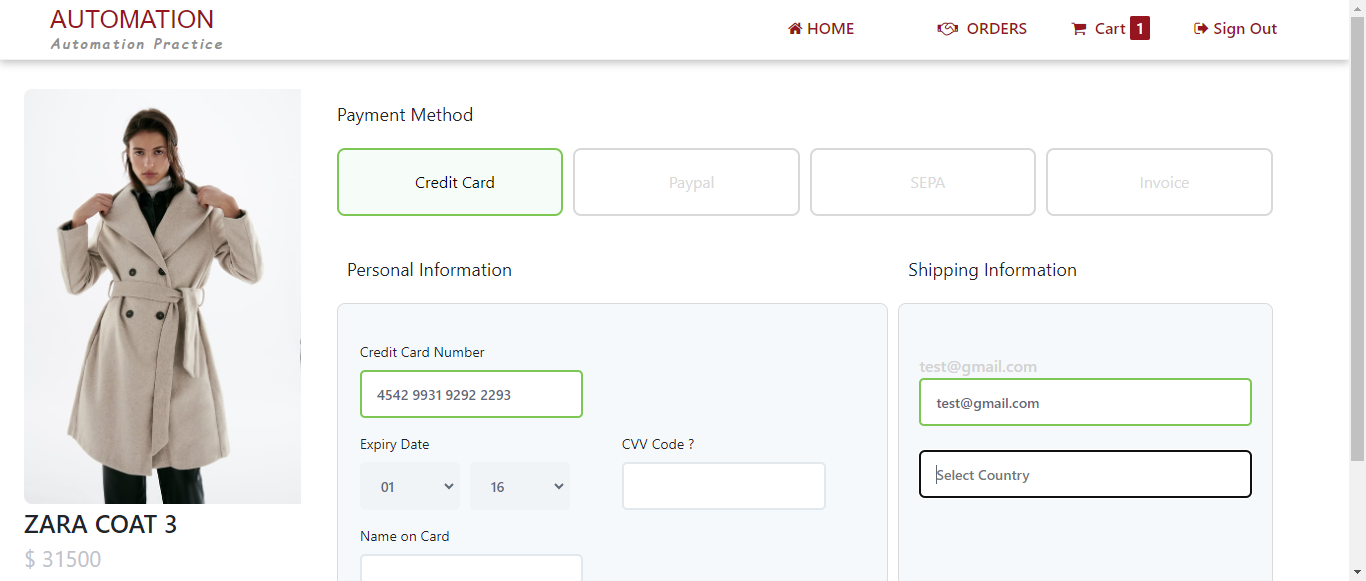 AUTOMATION
Automation Practice
HOME
ORDERS
Cart 1
Sign Out
Payment Method
Credit Card
Paypal
SEPA
Invoice
Personal Information
Credit Card Number
4542 9931 9292 2293
Expiry Date
01
16
CVV Code ?
Name on Card
Shipping Information
test@gmail.com
test@gmail.com
Select Country
ZARA COAT 3
$ 31500